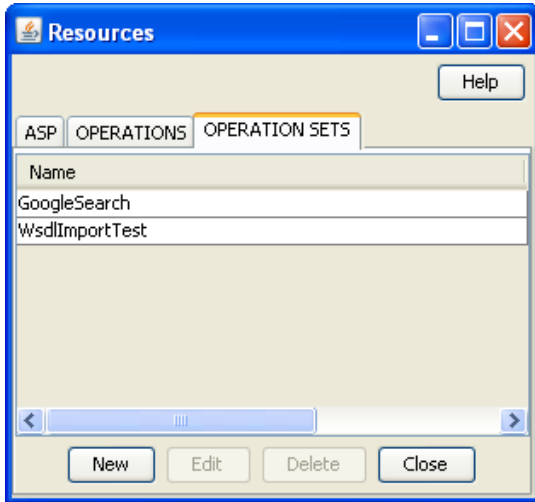 Resources
Help
ASP OPERATIONS OPERATION SETS
Name
GoogleSearch
WsdlImportTest
New Edit Delete Close